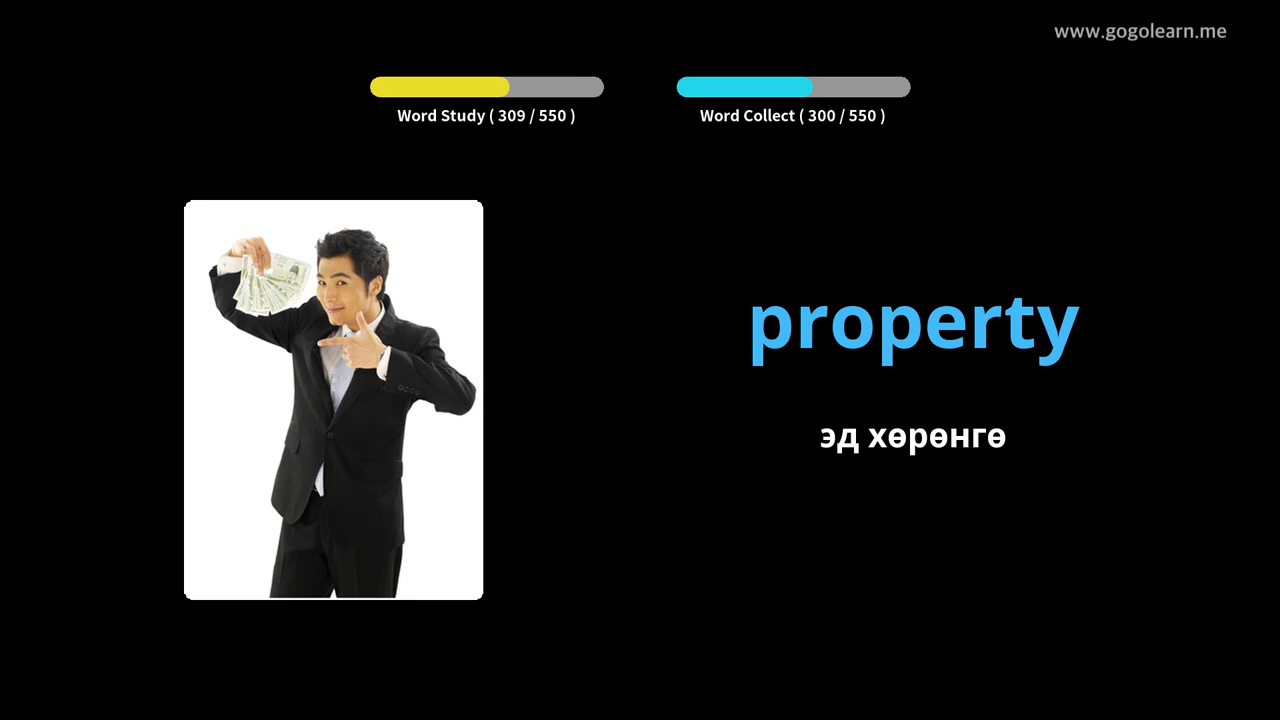 www.gogolearn.me
Word Study ( 309 / 550 )
Word Collect ( 300 / 550 )
property
эд хөрөнгө